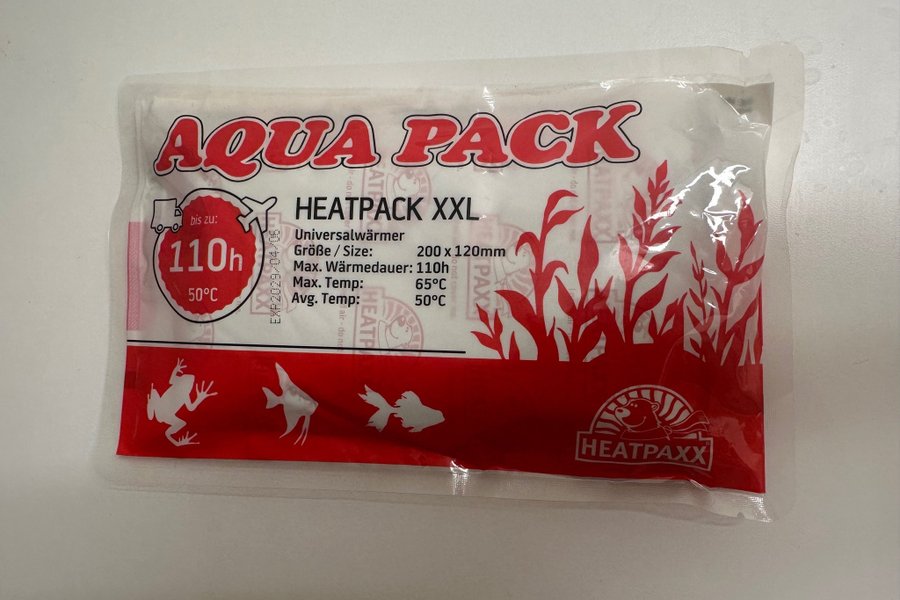 AQUA PACK
bis zu:
110h
50°C
EXP.2029/04/06
HEATPACK XXL
Universalwärmer
Größe / Size: 200 x 120mm
Max. Wärmedauer: 110h
Max. Temp: 65°C
Avg. Temp: 50°C
HEATPAXX